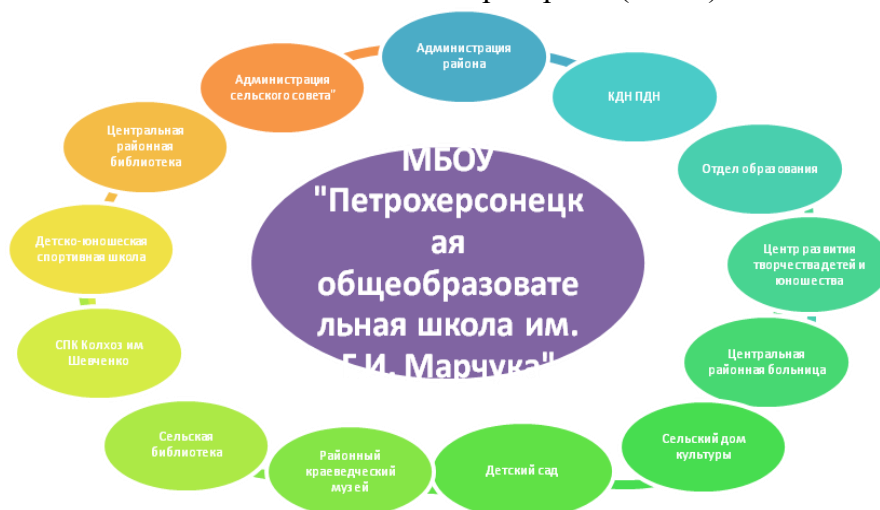 Администрация
района
КДН ПДН
Отдел образования
Центр развития
творчества детей и
юношества
Центральная
районная больница
Сельский дом
культуры
Детский сад
Районный
краеведческий
музей
Сельская
библиотека
СПК Колхоз им
Шевченко
Детско-юношеская
спортивная школа
Центральная
районная
библиотека
Администрация
сельского совета"
МБОУ
"Петрохерсонецк
ая
общеобразовате
льная школа им.
Г.И. Марчука"